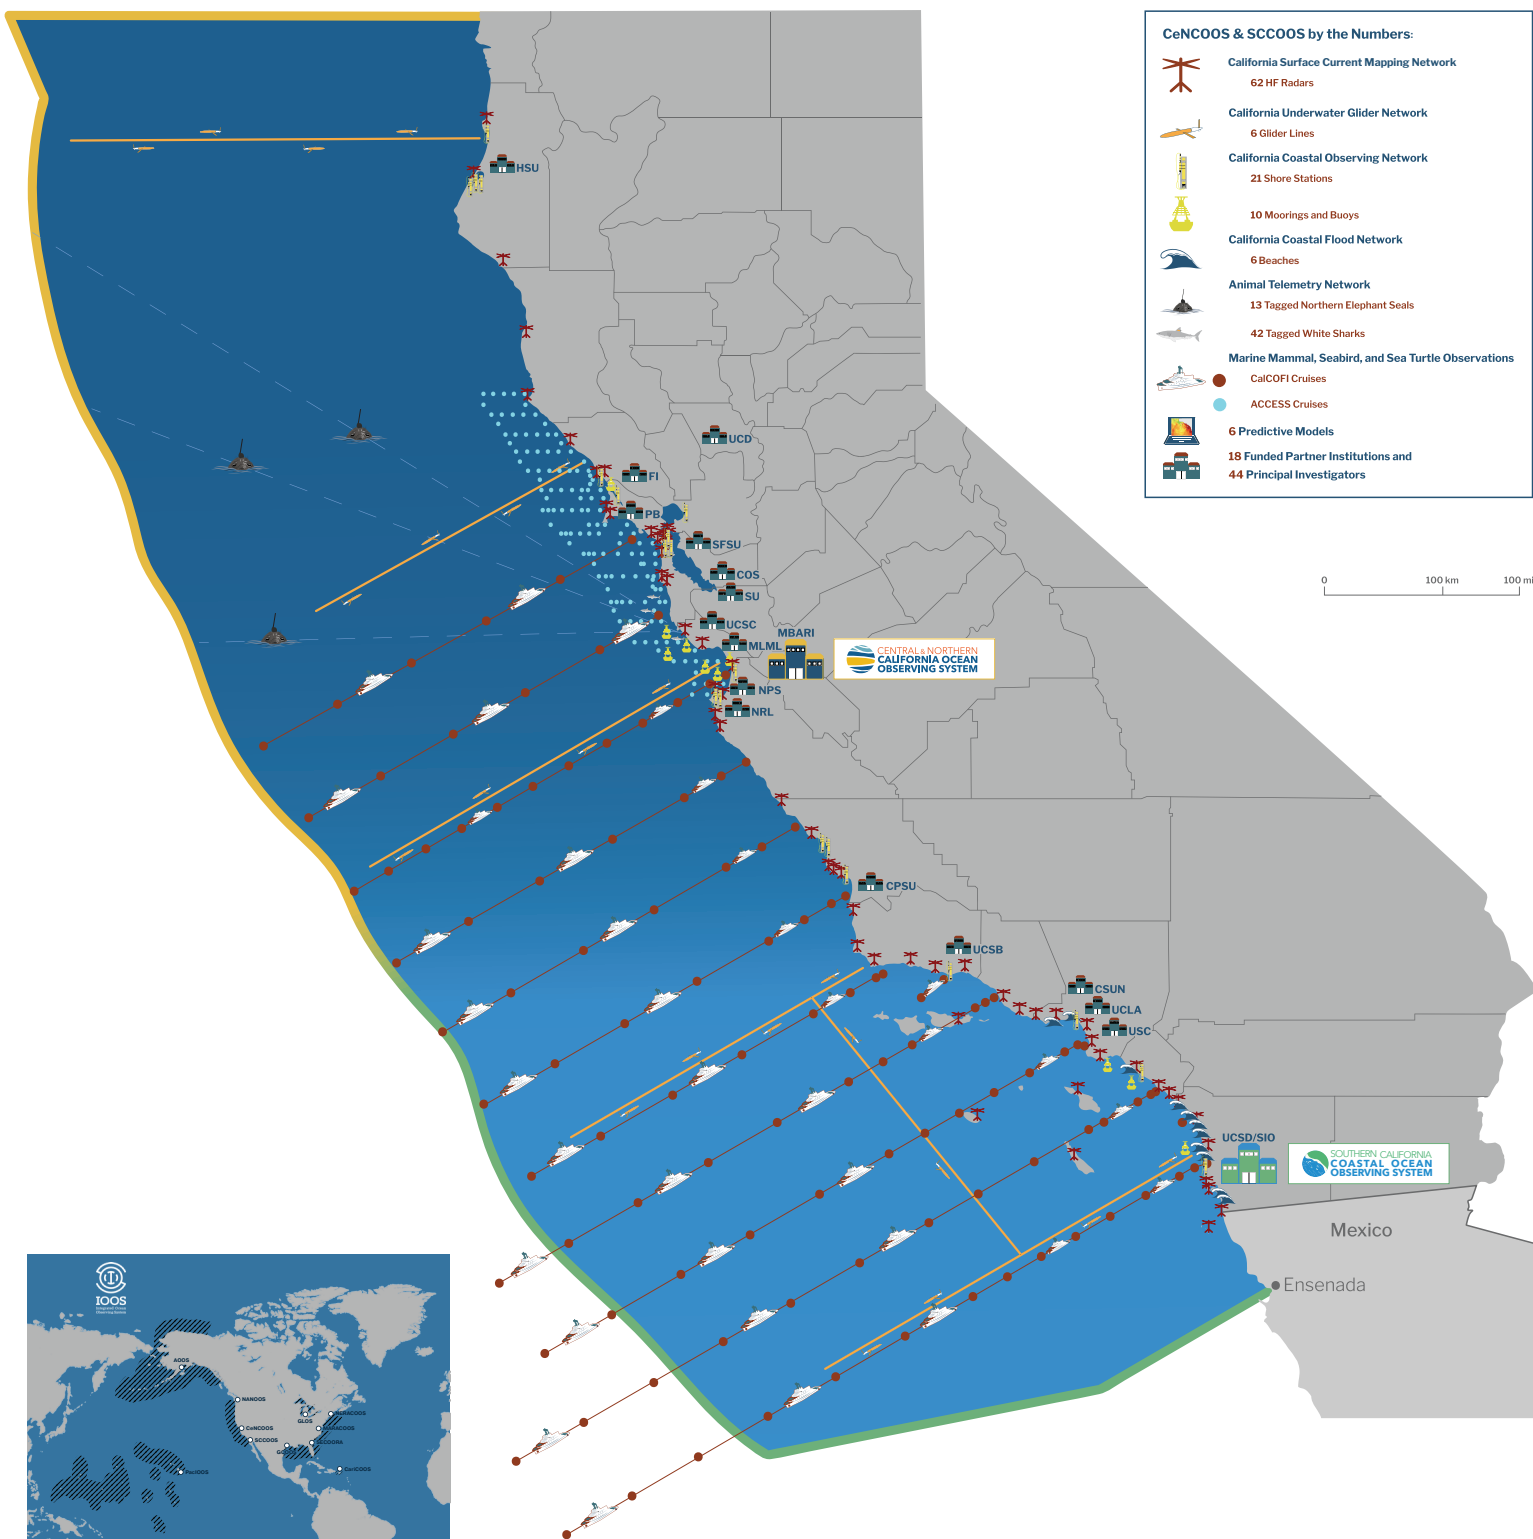 CeNCOOS & SCCOOS by the Numbers:
California Surface Current Mapping Network
62 HF Radars
California Underwater Glider Network
6 Glider Lines
California Coastal Observing Network
21 Shore Stations
10 Moorings and Buoys
California Coastal Flood Network
6 Beaches
Animal Telemetry Network
13 Tagged Northern Elephant Seals
42 Tagged White Sharks
Marine Mammal, Seabird, and Sea Turtle Observations
CalCOFI Cruises
ACCESS Cruises
6 Predictive Models
18 Funded Partner Institutions and
44 Principal Investigators
0 100 km 100 mi
HSU
UCD
FI
PB
SFSU
COS
SU
UCSC
MLML
MBARI
CENTRAL & NORTHERN
CALIFORNIA OCEAN
OBSERVING SYSTEM
NPS
NRL
CPSU
UCSB
CSUN
UCLA
USC
UCSD/SIO
SOUTHERN CALIFORNIA
COASTAL OCEAN
OBSERVING SYSTEM
Mexico
Ensenada
IOOS
Integrated Ocean
Observing System
AOOS
NANOOS
GLOS
NERACOOS
CeNCOOS
MARACOOS
SCCOOS
SECOORA
PacIOOS
CariCOOS